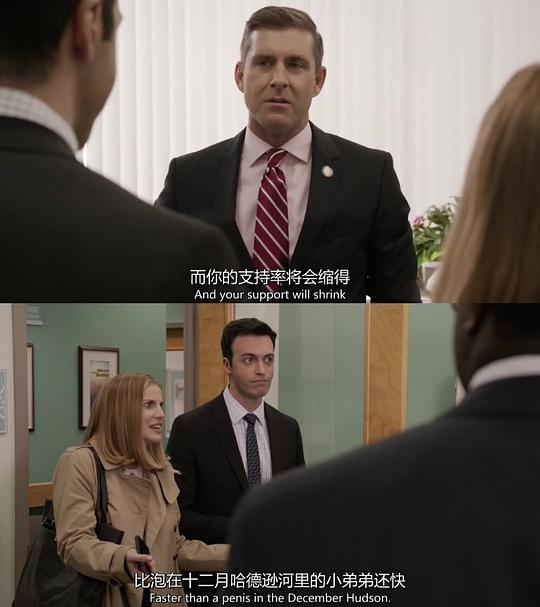 而你的支持率将会缩得
And your support will shrink
比泡在十二月哈德逊河里的小弟弟还快
Faster than a penis in the December Hudson.